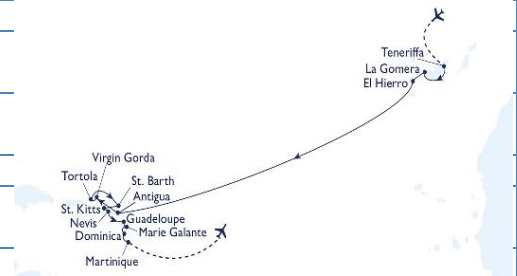 Teneriffa
La Gomera
El Hierro
Virgin Gorda
Tortola
St. Barth
Antigua
St. Kitts
Guadeloupe
Nevis
Marie Galante
Dominica
Martinique